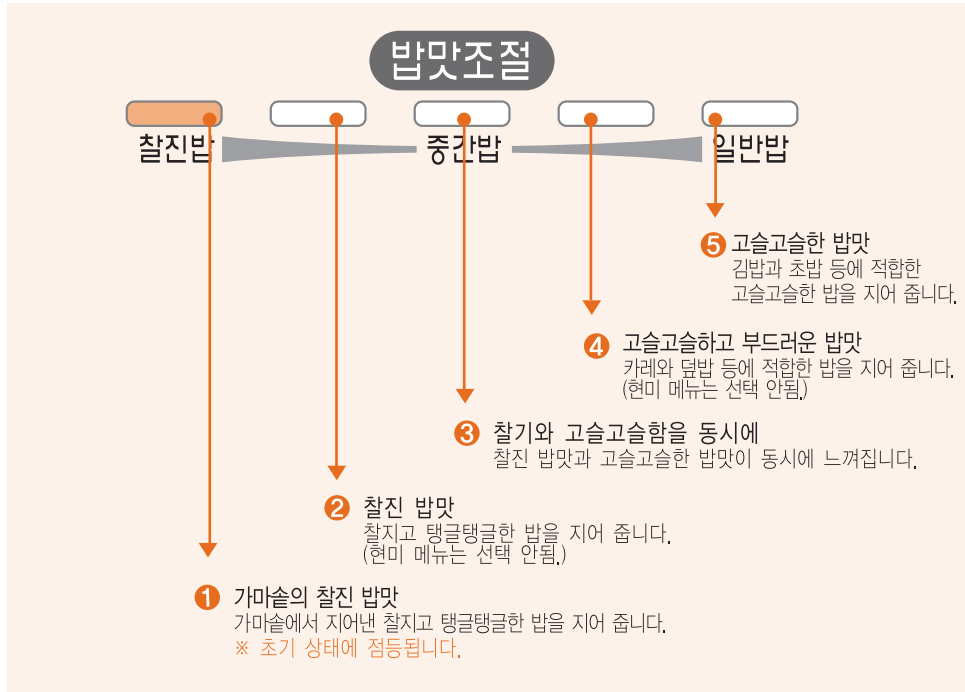 밥맛조절
찰진밥 중간밥 일반밥
❺ 고슬고슬한 밥맛
김밥과 초밥 등에 적합한
고슬고슬한 밥을 지어 줍니다.
❹ 고슬고슬하고 부드러운 밥맛
카레와 덮밥 등에 적합한 밥을 지어 줍니다.
(현미 메뉴는 선택 안됨.)
❸ 찰기와 고슬고슬함을 동시에
찰진 밥맛과 고슬고슬한 밥맛이 동시에 느껴집니다.
❷ 찰진 밥맛
찰지고 탱글탱글한 밥을 지어 줍니다.
(현미 메뉴는 선택 안됨.)
❶ 가마솥의 찰진 밥맛
가마솥에서 지어낸 찰지고 탱글탱글한 밥을 지어 줍니다.
※ 초기 상태에 점등됩니다.